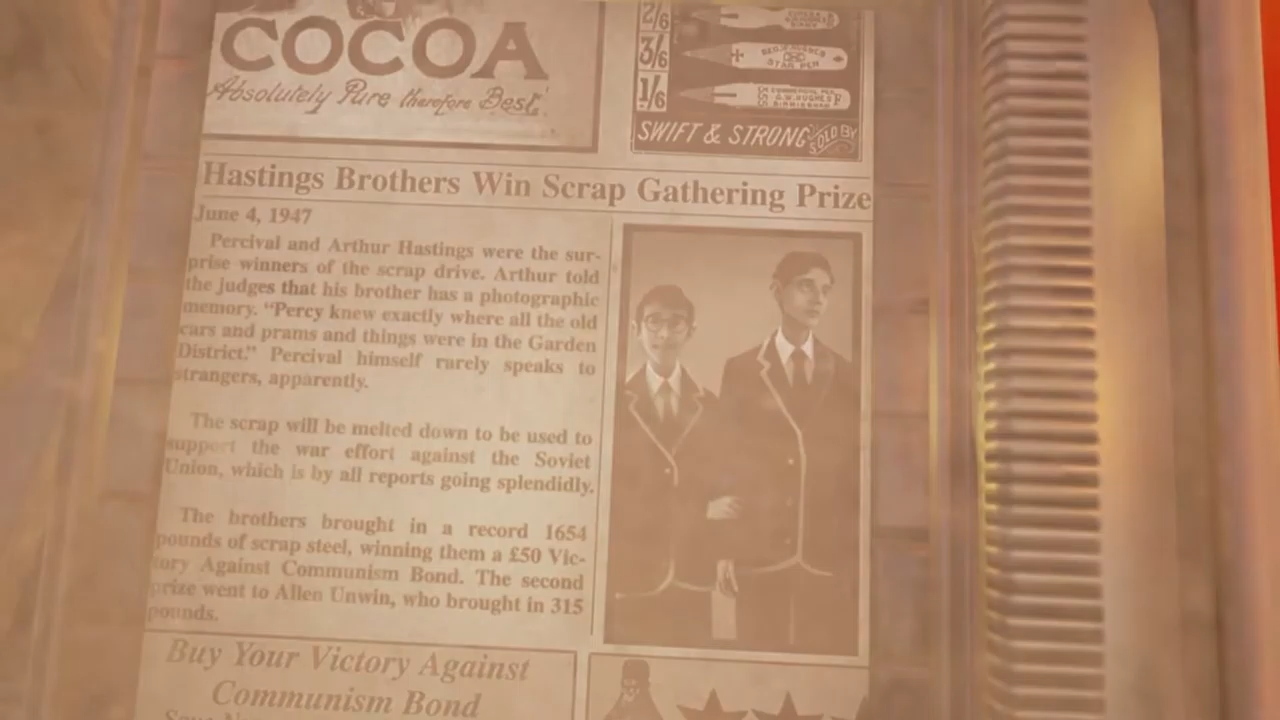 COCOA
Absolutely Pure therefore Best.
2/6
3/6
1/6
STAR PEN
SWIFT & STRONG
SOLD BY
Hastings Brothers Win Scrap Gathering Prize
June 4, 1947
Percival and Arthur Hastings were the sur-
prise winners of the scrap drive. Arthur told
the judges that his brother has a photographic
memory. “Percy knew exactly where all the old
cars and prams and things were in the Garden
District.” Percival himself rarely speaks to
strangers, apparently.
The scrap will be melted down to be used to
support the war effort against the Soviet
Union, which is by all reports going splendidly.
The brothers brought in a record 1654
pounds of scrap steel, winning them a £50 Vic-
tory Against Communism Bond. The second
prize went to Allen Unwin, who brought in 315
pounds.
Buy Your Victory Against
Communism Bond